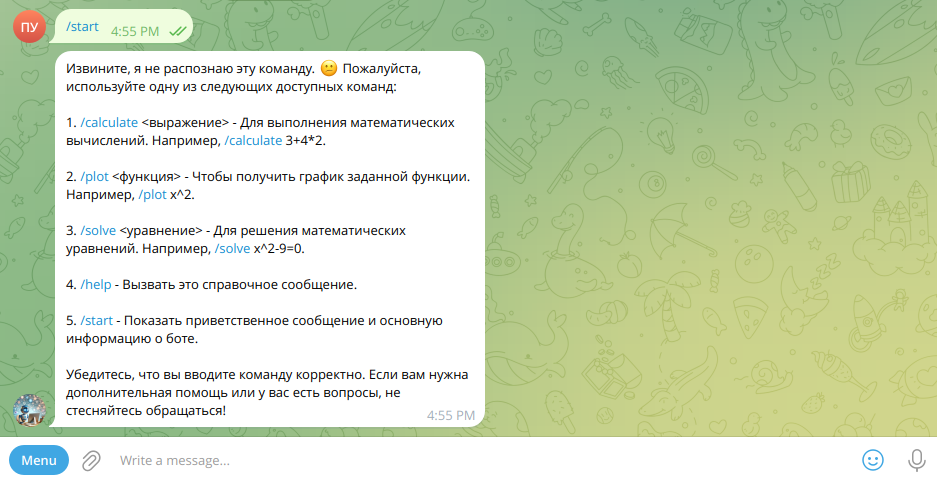 ПУ
/start 4:55 PM
Извините, я не распознаю эту команду. 😕 Пожалуйста,
используйте одну из следующих доступных команд:
1. /calculate <выражение> - Для выполнения математических
вычислений. Например, /calculate 3+4*2.
2. /plot <функция> - Чтобы получить график заданной функции.
Например, /plot x^2.
3. /solve <уравнение> - Для решения математических
уравнений. Например, /solve x^2-9=0.
4. /help - Вызвать это справочное сообщение.
5. /start - Показать приветственное сообщение и основную
информацию о боте.
Убедитесь, что вы вводите команду корректно. Если вам нужна
дополнительная помощь или у вас есть вопросы, не
стесняйтесь обращаться! 4:55 PM
Menu Write a message...